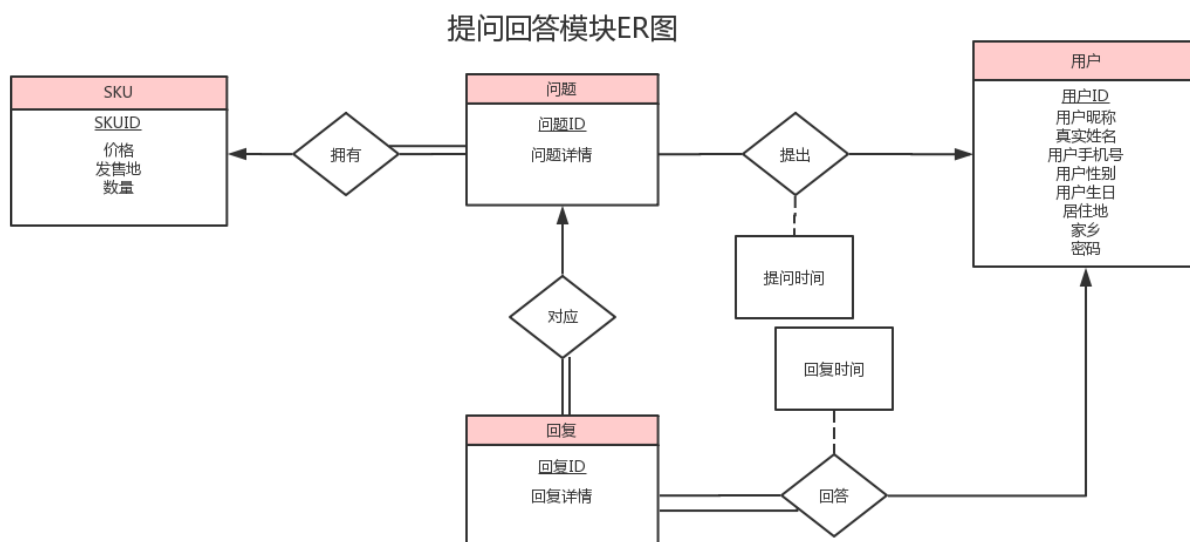 提问回答模块ER图
SKU
SKUID
价格
发售地
数量
拥有
问题
问题ID
问题详情
提出
用户
用户ID
用户昵称
真实姓名
用户手机号
用户性别
用户生日
居住地
家乡
密码
提问时间
对应
回复时间
回复
回复ID
回复详情
回答